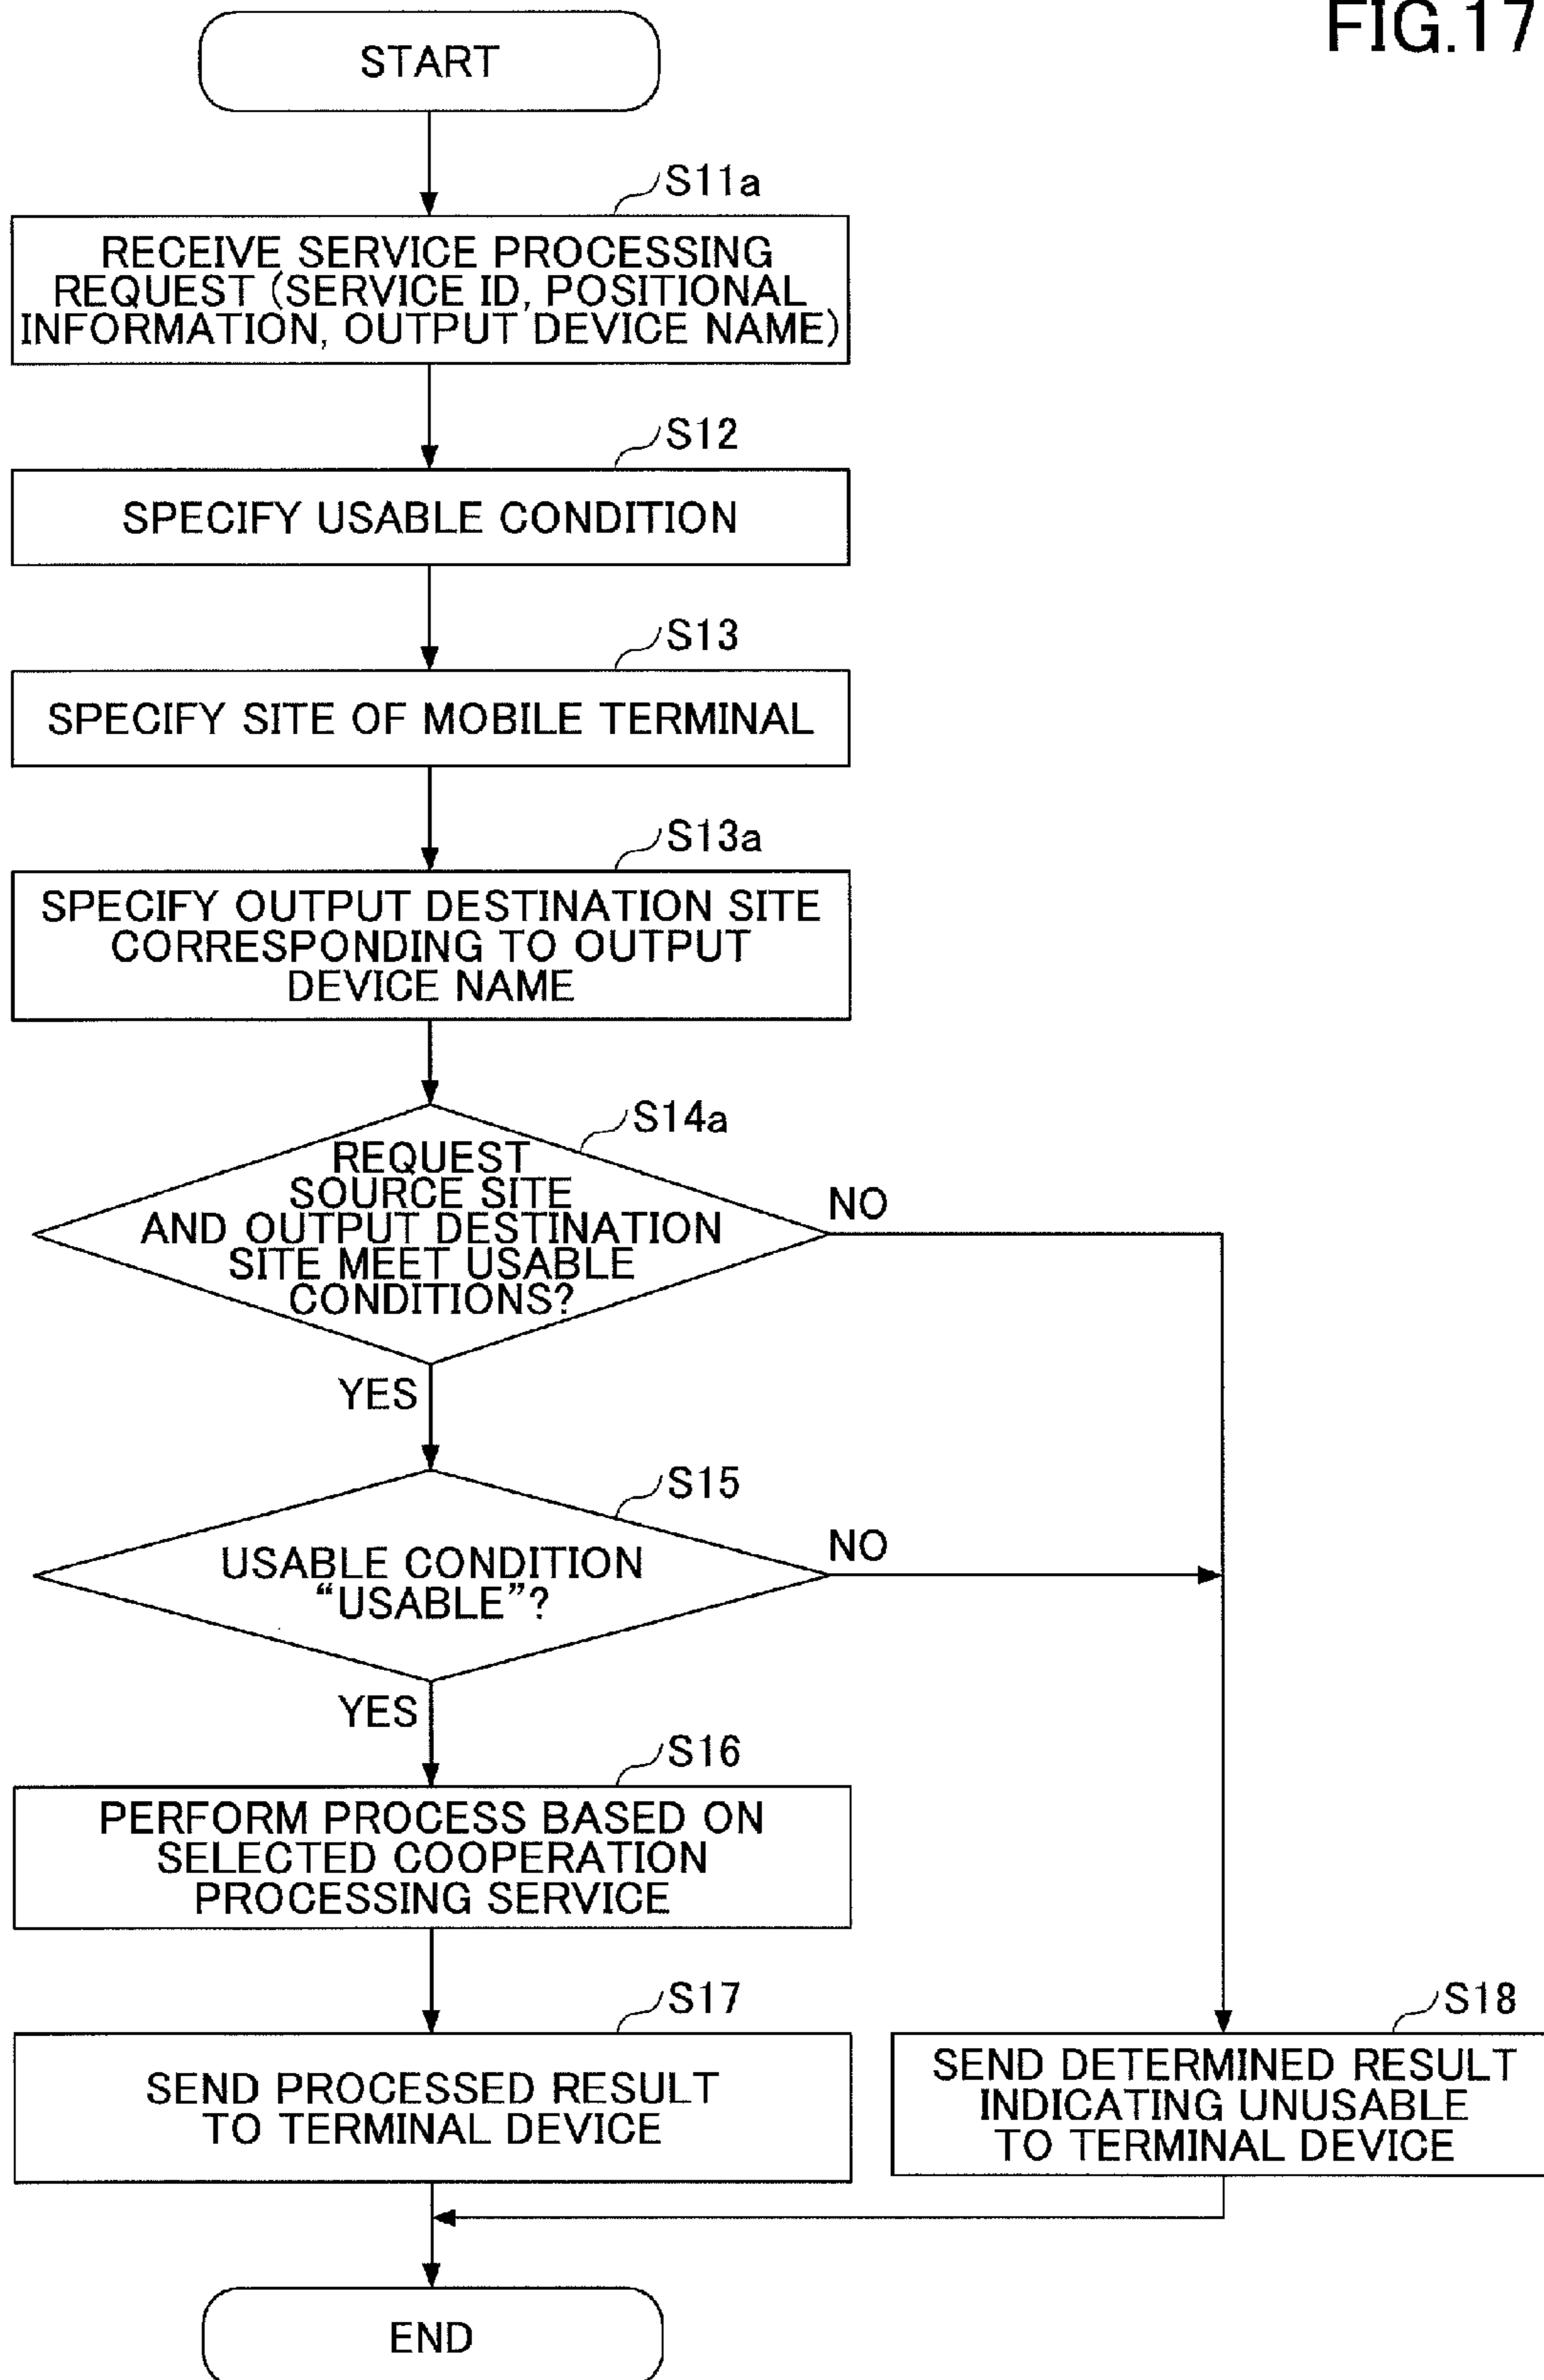 FIG.17
START
S11a
RECEIVE SERVICE PROCESSING
REQUEST (SERVICE ID, POSITIONAL
INFORMATION, OUTPUT DEVICE NAME)
S12
SPECIFY USABLE CONDITION
S13
SPECIFY SITE OF MOBILE TERMINAL
S13a
SPECIFY OUTPUT DESTINATION SITE
CORRESPONDING TO OUTPUT
DEVICE NAME
S14a
REQUEST
SOURCE SITE
AND OUTPUT DESTINATION
SITE MEET USABLE
CONDITIONS?
NO
YES
S15
USABLE CONDITION
“USABLE”?
NO
YES
S16
PERFORM PROCESS BASED ON
SELECTED COOPERATION
PROCESSING SERVICE
S17
SEND PROCESSED RESULT
TO TERMINAL DEVICE
S18
SEND DETERMINED RESULT
INDICATING UNUSABLE
TO TERMINAL DEVICE
END